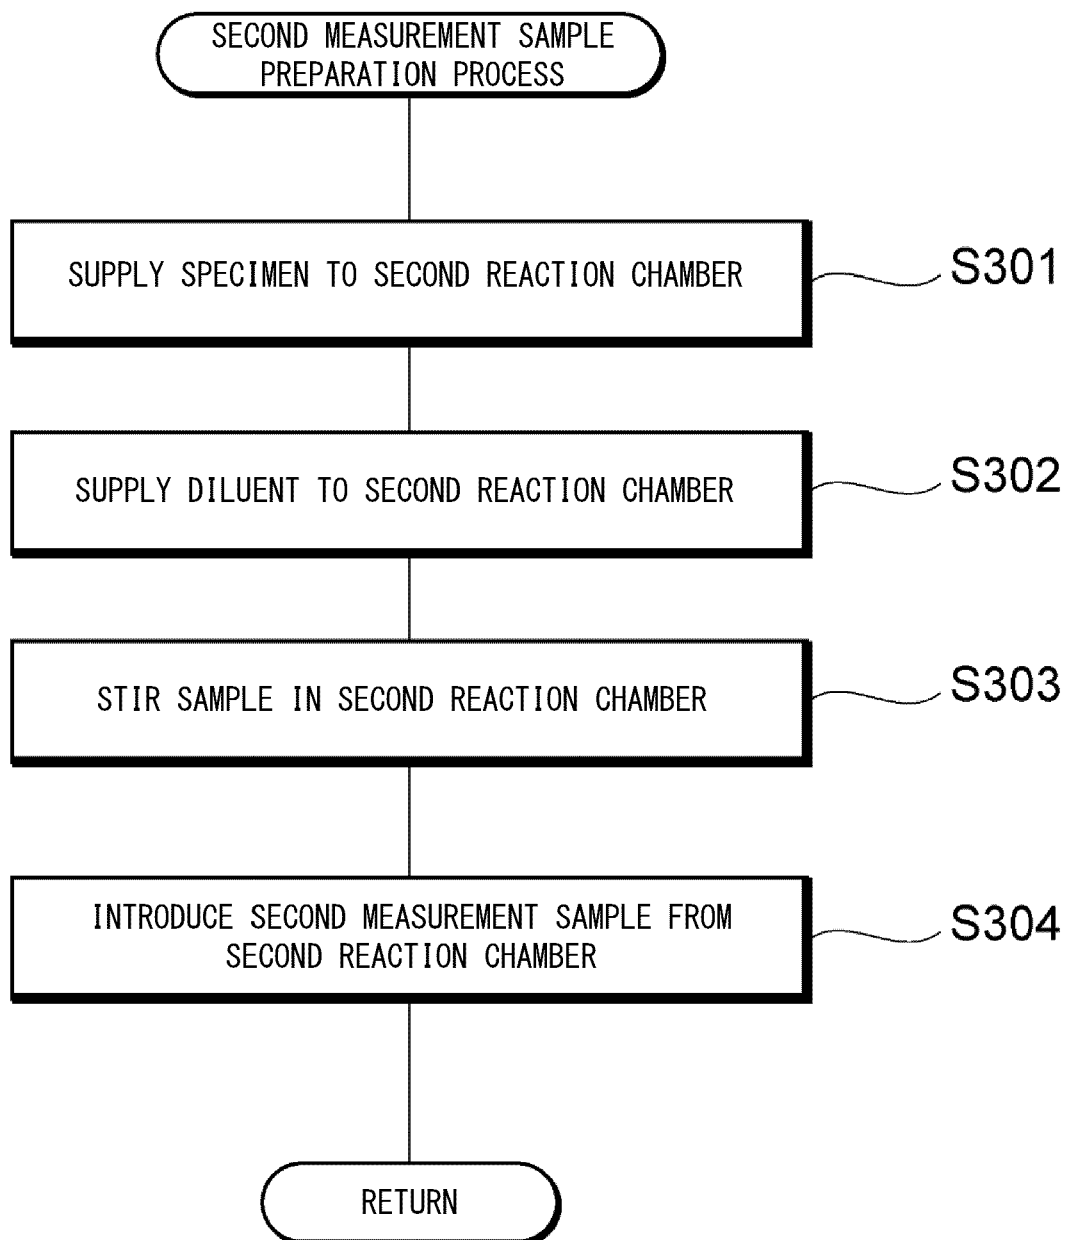 SECOND MEASUREMENT SAMPLE
PREPARATION PROCESS
SUPPLY SPECIMEN TO SECOND REACTION CHAMBER
S301
SUPPLY DILUENT TO SECOND REACTION CHAMBER
S302
STIR SAMPLE IN SECOND REACTION CHAMBER
S303
INTRODUCE SECOND MEASUREMENT SAMPLE FROM
SECOND REACTION CHAMBER
S304
RETURN